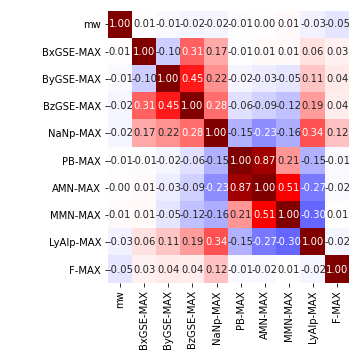 mw 1.00 0.01 -0.01 -0.02 -0.02 -0.01 0.00 0.01 -0.03 -0.05
BxGSE-MAX 0.01 1.00 -0.10 0.31 0.17 -0.01 0.01 0.01 0.06 0.03
ByGSE-MAX -0.01 -0.10 1.00 0.45 0.22 -0.02 -0.03 -0.05 0.11 0.04
BzGSE-MAX -0.02 0.31 0.45 1.00 0.28 -0.06 -0.09 -0.12 0.19 0.04
NaNp-MAX -0.02 0.17 0.22 0.28 1.00 -0.15 -0.23 -0.16 0.34 0.12
PB-MAX -0.01 -0.01 -0.02 -0.06 -0.15 1.00 0.87 0.21 -0.15 -0.01
AMN-MAX 0.00 0.01 -0.03 -0.09 -0.23 0.87 1.00 0.51 -0.27 -0.02
MMN-MAX 0.01 0.01 -0.05 -0.12 -0.16 0.21 0.51 1.00 -0.30 0.01
LyAlp-MAX -0.03 0.06 0.11 0.19 0.34 -0.15 -0.27 -0.30 1.00 -0.02
F-MAX -0.05 0.03 0.04 0.04 0.12 -0.01 -0.02 0.01 -0.02 1.00
mw
BxGSE-MAX
ByGSE-MAX
BzGSE-MAX
NaNp-MAX
PB-MAX
AMN-MAX
MMN-MAX
LyAlp-MAX
F-MAX